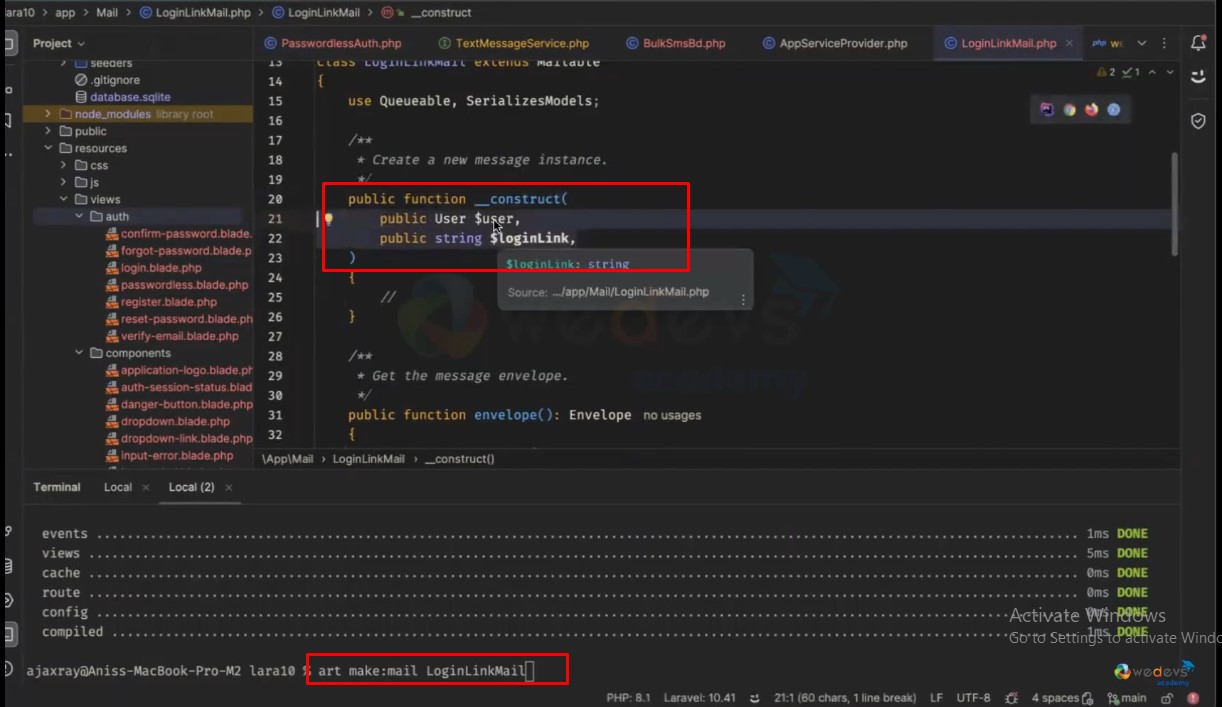 lara10 > app > Mail > LoginLinkMail.php > LoginLinkMail > __construct
Project
PasswordlessAuth.php
TextMessageService.php
BulkSmsBd.php
AppServiceProvider.php
LoginLinkMail.php ×
php
seeders
.gitignore
database.sqlite
node_modules library root
public
resources
css
js
views
auth
confirm-password.blade.
forgot-password.blade.p
login.blade.php
passwordless.blade.php
register.blade.php
reset-password.blade.ph
verify-email.blade.php
components
application-logo.blade.ph
auth-session-status.blad
danger-button.blade.php
dropdown.blade.php
dropdown-link.blade.php
input-error.blade.php
2 1
13 class LoginLinkMail extends Mailable
14 {
15 use Queueable, SerializesModels;
16
17 /**
18 * Create a new message instance.
19 */
20 public function __construct(
21 public User $user,
22 public string $loginLink,
23 )
24 {
25 //
26 }
27
28 /**
29 * Get the message envelope.
30 */
31 public function envelope(): Envelope no usages
32 {
$loginLink: string
Source: .../app/Mail/LoginLinkMail.php
wedevs
academy
\App\Mail > LoginLinkMail > __construct()
Terminal Local × Local (2) ×
events ........ 1ms DONE
views ........ 5ms DONE
cache ........ 0ms DONE
route ........ 0ms DONE
config ........ 0ms DONE
compiled ........ 1ms DONE
Activate Windows
Go to Settings to activate Windo
ajaxray@Aniss-MacBook-Pro-M2 lara10 % art make:mail LoginLinkMail
wedevs
academy
PHP: 8.1 Laravel: 10.41 21:1 (60 chars, 1 line break) LF UTF-8 4 spaces main